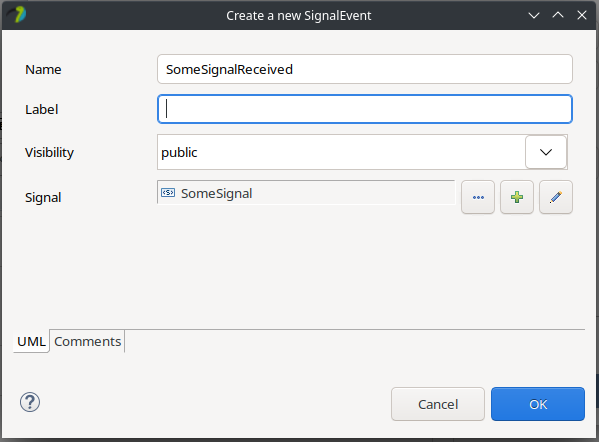 Create a new SignalEvent
Name SomeSignalReceived
Label
Visibility public
Signal SomeSignal
UML Comments
Cancel OK